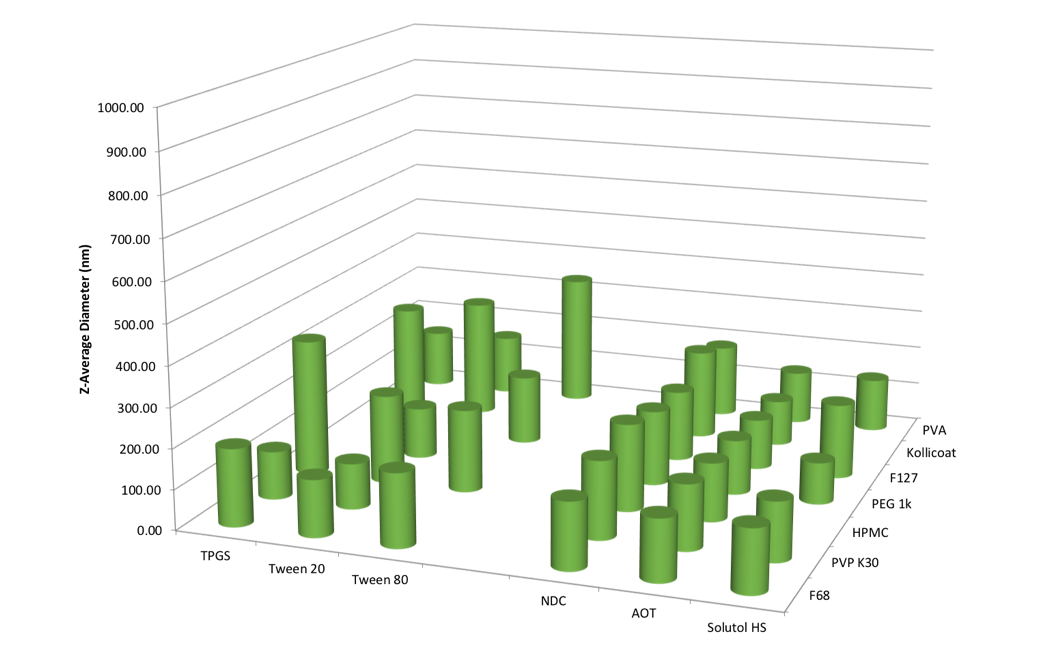 1000.00
900.00
800.00
700.00
600.00
500.00
400.00
300.00
200.00
100.00
0.00
Z-Average Diameter (nm)
TPGS
Tween 20
Tween 80
NDC
AOT
Solutol HS
PVA
Kollicoat
F127
PEG 1k
HPMC
PVP K30
F68